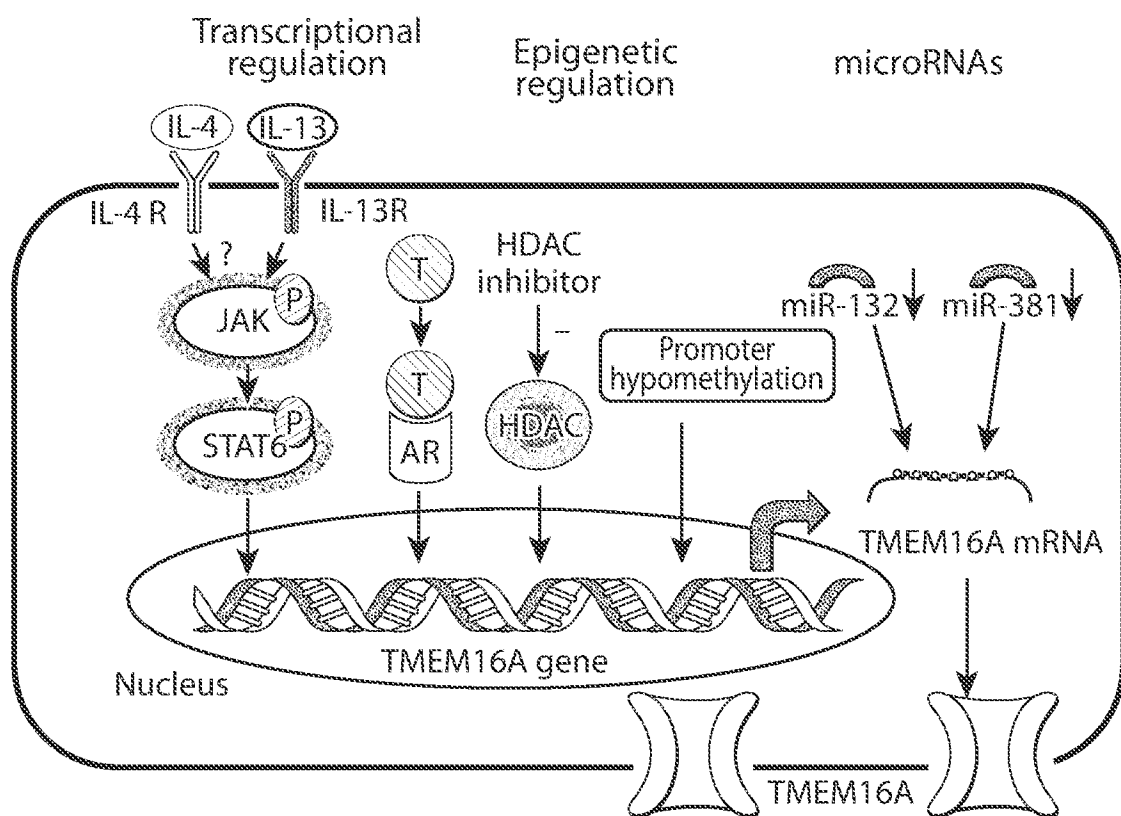 Transcriptional
regulation
Epigenetic
regulation
microRNAs
IL-4
IL-13
IL-4 R
IL-13R
?
JAK
P
STAT6
P
T
T
AR
HDAC
inhibitor
–
HDAC
Promoter
hypomethylation
miR-132
miR-381
TMEM16A mRNA
TMEM16A gene
Nucleus
TMEM16A